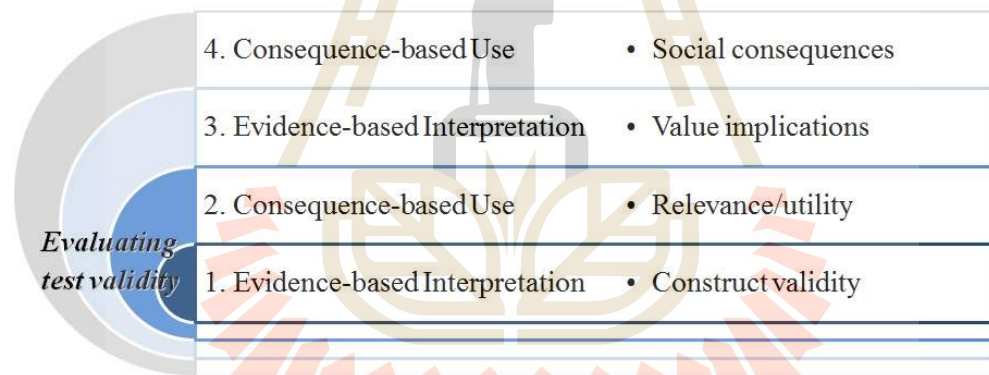 4. Consequence-based Use • Social consequences
3. Evidence-based Interpretation • Value implications
2. Consequence-based Use • Relevance/utility
Evaluating
test validity
1. Evidence-based Interpretation • Construct validity